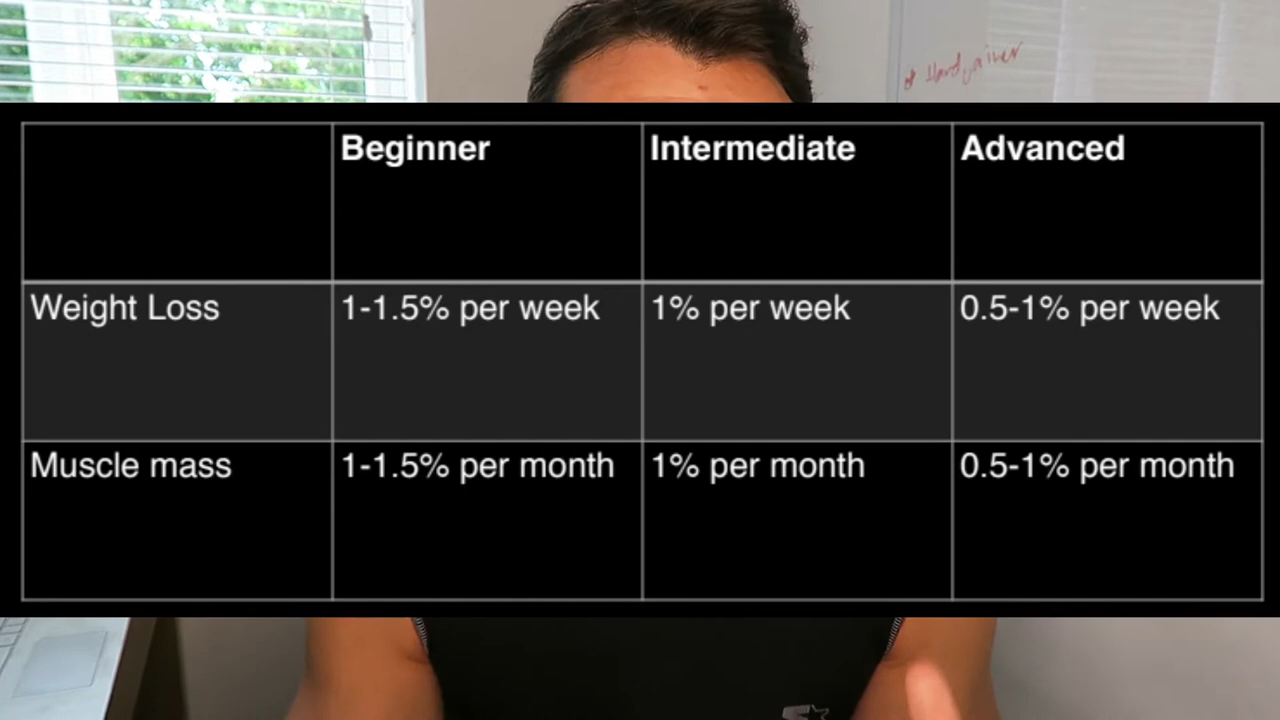 Hardgainer
Beginner Intermediate Advanced
Weight Loss 1-1.5% per week 1% per week 0.5-1% per week
Muscle mass 1-1.5% per month 1% per month 0.5-1% per month